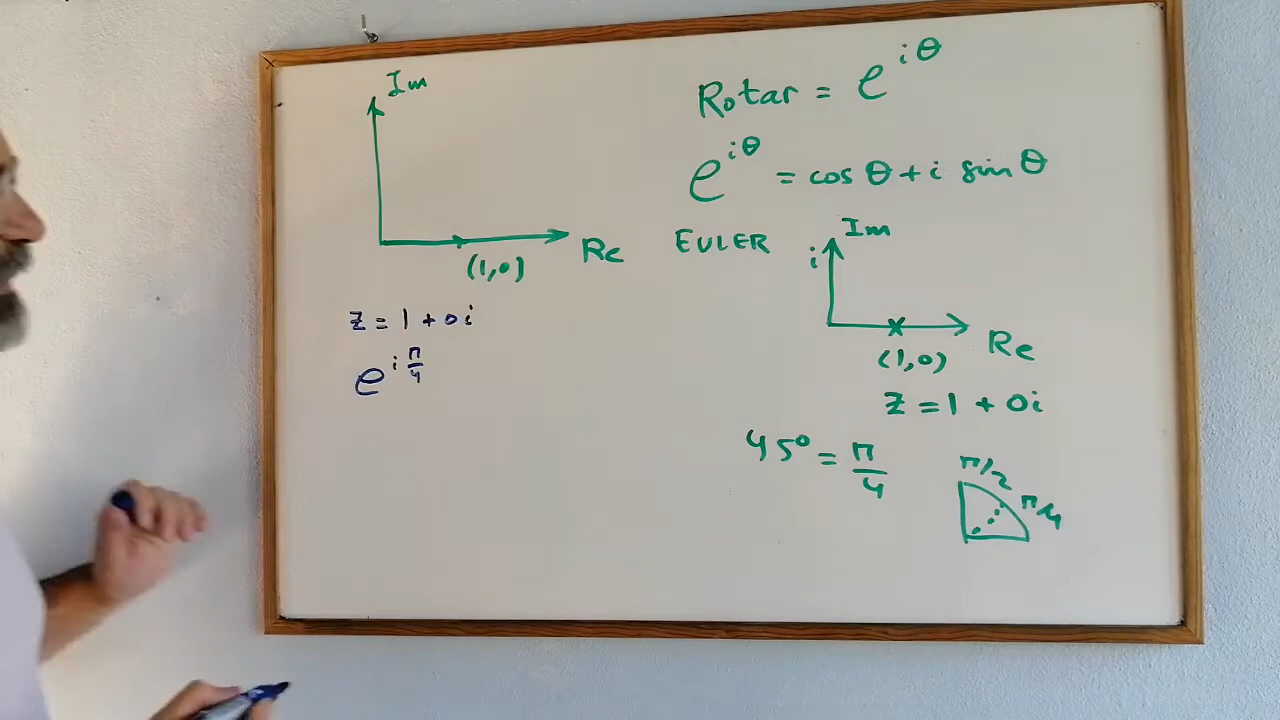 Im
Re
(1,0)
z = 1 + 0i
e^{i π/4}
Rotar = e^{iθ}
e^{iθ} = cos θ + i sin θ
EULER
Im
i
Re
(1,0)
z = 1 + 0i
45° = π/4
π/2
π/4